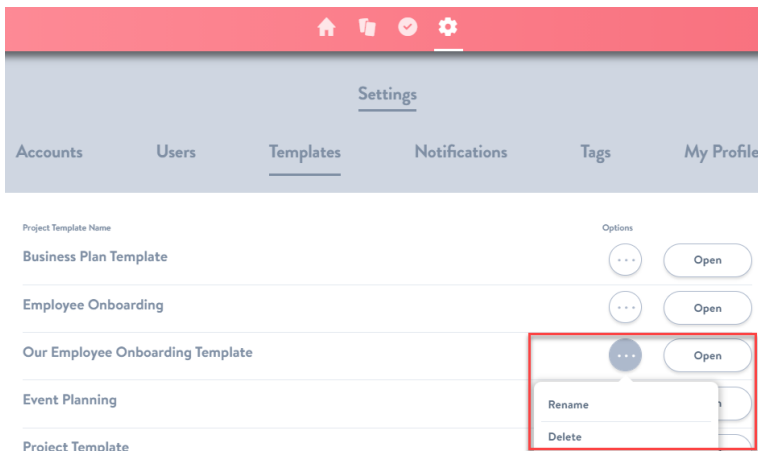 Settings
Accounts Users Templates Notifications Tags My Profile
Project Template Name Options
Business Plan Template Open
Employee Onboarding Open
Our Employee Onboarding Template Open
Event Planning
Rename
Delete
Project Template